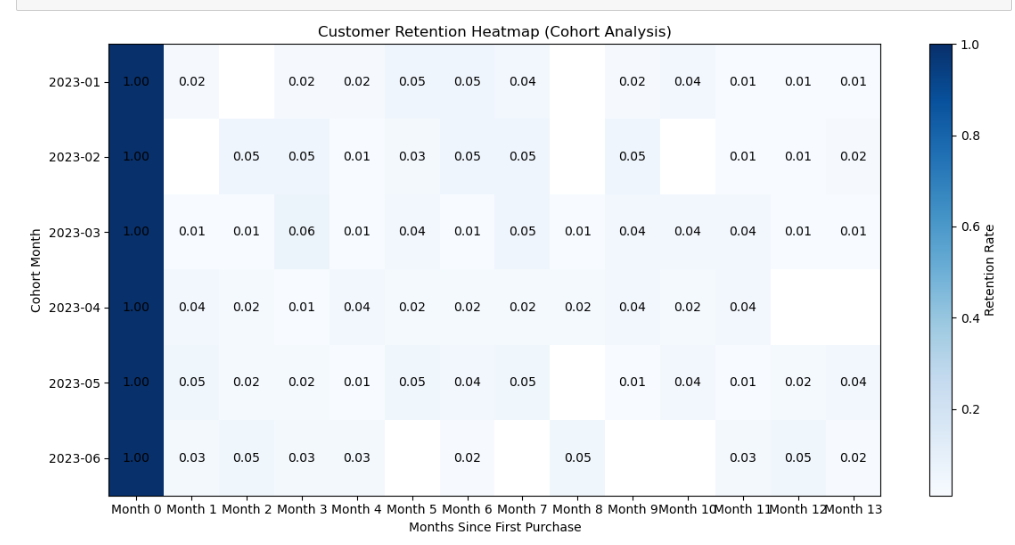 Customer Retention Heatmap (Cohort Analysis)
2023-01 1.00 0.02 0.02 0.02 0.05 0.05 0.04 0.02 0.04 0.01 0.01 0.01
2023-02 1.00 0.05 0.05 0.01 0.03 0.05 0.05 0.05 0.01 0.01 0.02
2023-03 1.00 0.01 0.01 0.06 0.01 0.04 0.01 0.05 0.01 0.04 0.04 0.04 0.01 0.01
2023-04 1.00 0.04 0.02 0.01 0.04 0.02 0.02 0.02 0.02 0.04 0.02 0.04
2023-05 1.00 0.05 0.02 0.02 0.01 0.05 0.04 0.05 0.01 0.04 0.01 0.02 0.04
2023-06 1.00 0.03 0.05 0.03 0.03 0.02 0.05 0.03 0.05 0.02
Month 0 Month 1 Month 2 Month 3 Month 4 Month 5 Month 6 Month 7 Month 8 Month 9 Month 10 Month 11 Month 12 Month 13
Months Since First Purchase
Cohort Month
1.0
0.8
0.6
0.4
0.2
Retention Rate